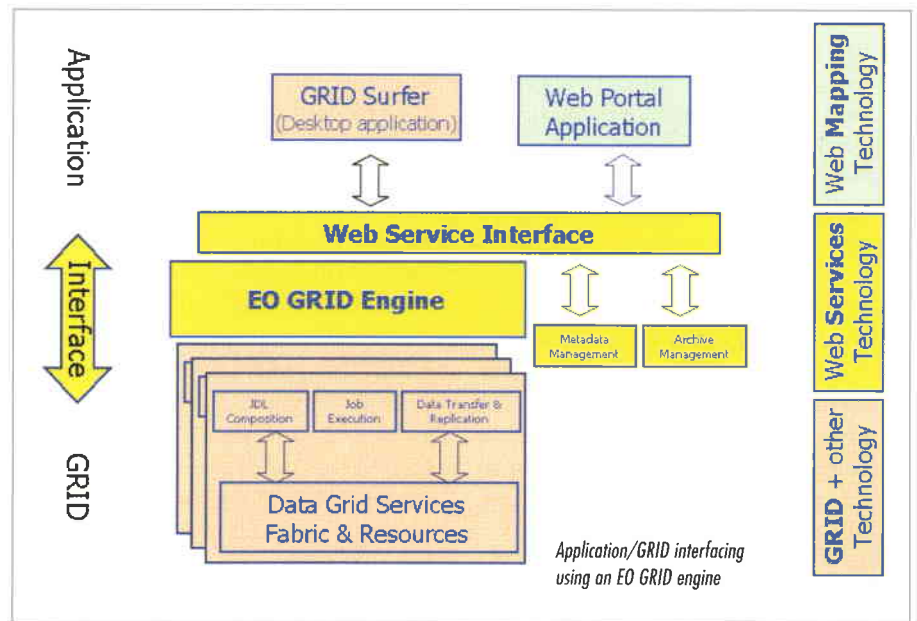 Application
Interface
GRID
GRID Surfer
(Desktop application)
Web Portal
Application
Web Service Interface
EO GRID Engine
Metadata
Management
Archive
Management
JDL
Composition
Job
Execution
Data Transfer &
Replication
Data Grid Services
Fabric & Resources
Application/GRID interfacing
using an EO GRID engine
Web Mapping
Technology
Web Services
Technology
GRID + other
Technology